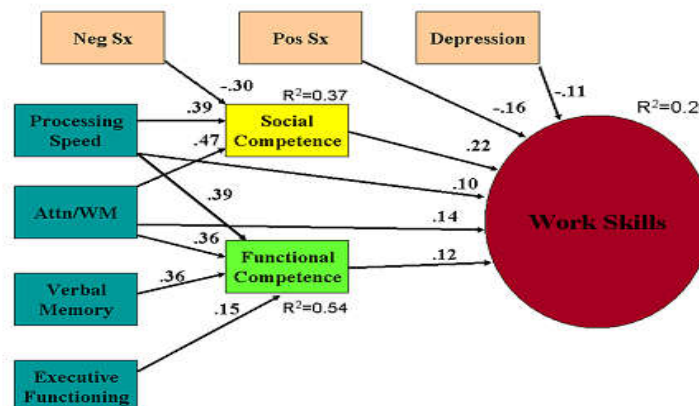 Neg Sx
Pos Sx
Depression
-.30
R²=0.37
-.16
-.11
R²=0.2
Processing
Speed
.39
Social
Competence
.47
.22
.10
.39
Attn/WM
.14
Work Skills
.36
Functional
Competence
.12
Verbal
Memory
.36
R²=0.54
.15
Executive
Functioning